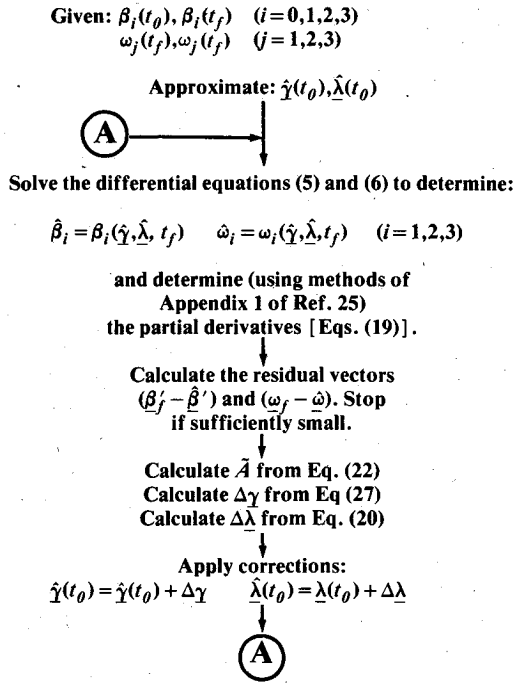 Given: β_i(t_0), β_i(t_f) (i=0,1,2,3)
ω_j(t_f),ω_j(t_f) (j=1,2,3)
Approximate: γ̂(t_0),λ̂(t_0)
A
Solve the differential equations (5) and (6) to determine:
β̂_i=β_i(γ̂,λ̂, t_f) ω̂_i=ω_i(γ̂,λ̂,t_f) (i=1,2,3)
and determine (using methods of
Appendix 1 of Ref. 25)
the partial derivatives [Eqs. (19)].
Calculate the residual vectors
(β′_f−β̂′) and (ω_f−ω̂). Stop
if sufficiently small.
Calculate Ã from Eq. (22)
Calculate Δγ from Eq (27)
Calculate Δλ from Eq. (20)
Apply corrections:
γ̂(t_0)=γ̂(t_0)+Δγ λ̂(t_0)=λ(t_0)+Δλ
A